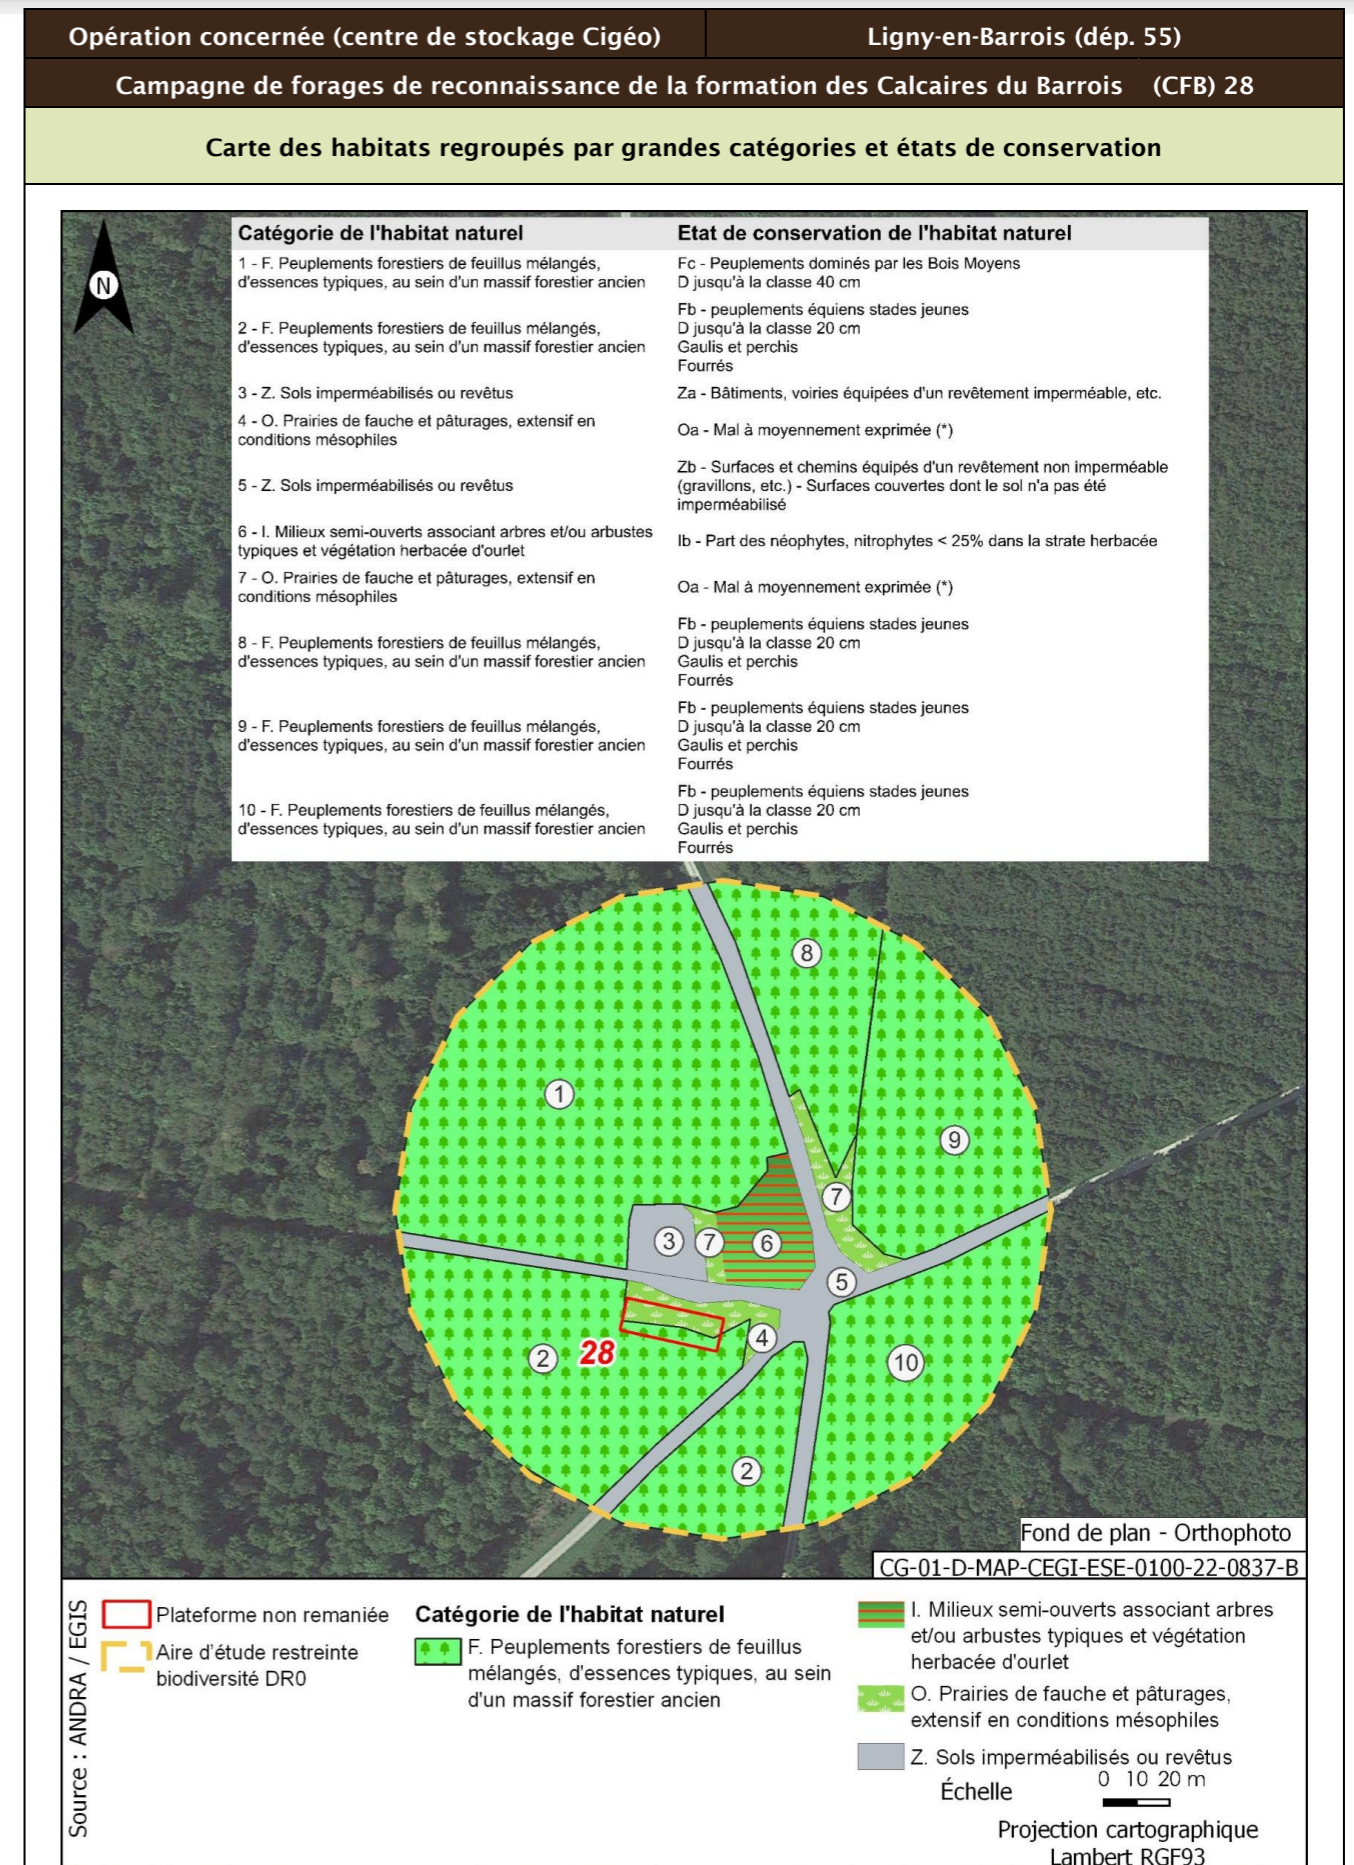 Opération concernée (centre de stockage Cigéo)
Ligny-en-Barrois (dép. 55)
Campagne de forages de reconnaissance de la formation des Calcaires du Barrois (CFB) 28
Carte des habitats regroupés par grandes catégories et états de conservation
N
Catégorie de l'habitat naturel
Etat de conservation de l'habitat naturel
1 - F. Peuplements forestiers de feuillus mélangés,
d'essences typiques, au sein d'un massif forestier ancien
Fc - Peuplements dominés par les Bois Moyens
D jusqu'à la classe 40 cm
2 - F. Peuplements forestiers de feuillus mélangés,
d'essences typiques, au sein d'un massif forestier ancien
Fb - peuplements équiens stades jeunes
D jusqu'à la classe 20 cm
Gaulis et perchis
Fourrés
3 - Z. Sols imperméabilisés ou revêtus
Za - Bâtiments, voiries équipées d'un revêtement imperméable, etc.
4 - O. Prairies de fauche et pâturages, extensif en
conditions mésophiles
Oa - Mal à moyennement exprimée (*)
5 - Z. Sols imperméabilisés ou revêtus
Zb - Surfaces et chemins équipés d'un revêtement non imperméable
(gravillons, etc.) - Surfaces couvertes dont le sol n'a pas été
imperméabilisé
6 - I. Milieux semi-ouverts associant arbres et/ou arbustes
typiques et végétation herbacée d'ourlet
Ib - Part des néophytes, nitrophytes < 25% dans la strate herbacée
7 - O. Prairies de fauche et pâturages, extensif en
conditions mésophiles
Oa - Mal à moyennement exprimée (*)
8 - F. Peuplements forestiers de feuillus mélangés,
d'essences typiques, au sein d'un massif forestier ancien
Fb - peuplements équiens stades jeunes
D jusqu'à la classe 20 cm
Gaulis et perchis
Fourrés
9 - F. Peuplements forestiers de feuillus mélangés,
d'essences typiques, au sein d'un massif forestier ancien
Fb - peuplements équiens stades jeunes
D jusqu'à la classe 20 cm
Gaulis et perchis
Fourrés
10 - F. Peuplements forestiers de feuillus mélangés,
d'essences typiques, au sein d'un massif forestier ancien
Fb - peuplements équiens stades jeunes
D jusqu'à la classe 20 cm
Gaulis et perchis
Fourrés
8
1
9
7
3
7
6
5
4
2
28
10
2
Fond de plan - Orthophoto
CG-01-D-MAP-CEGI-ESE-0100-22-0837-B
Source : ANDRA / EGIS
Plateforme non remaniée
Aire d'étude restreinte
biodiversité DR0
Catégorie de l'habitat naturel
F. Peuplements forestiers de feuillus
mélangés, d'essences typiques, au sein
d'un massif forestier ancien
I. Milieux semi-ouverts associant arbres
et/ou arbustes typiques et végétation
herbacée d'ourlet
O. Prairies de fauche et pâturages,
extensif en conditions mésophiles
Z. Sols imperméabilisés ou revêtus
Échelle
0 10 20 m
Projection cartographique
Lambert RGF93